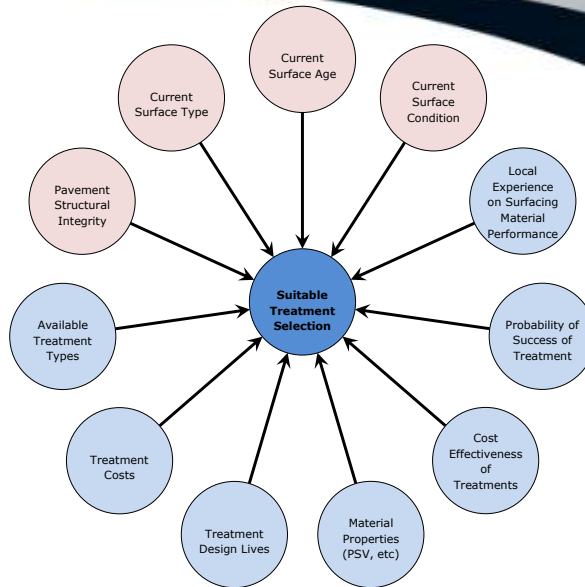 Current
Surface Age
Current
Surface Type
Current
Surface
Condition
Pavement
Structural
Integrity
Local
Experience
on Surfacing
Material
Performance
Suitable
Treatment
Selection
Available
Treatment
Types
Probability of
Success of
Treatment
Treatment
Costs
Cost
Effectiveness
of
Treatments
Treatment
Design Lives
Material
Properties
(PSV, etc)